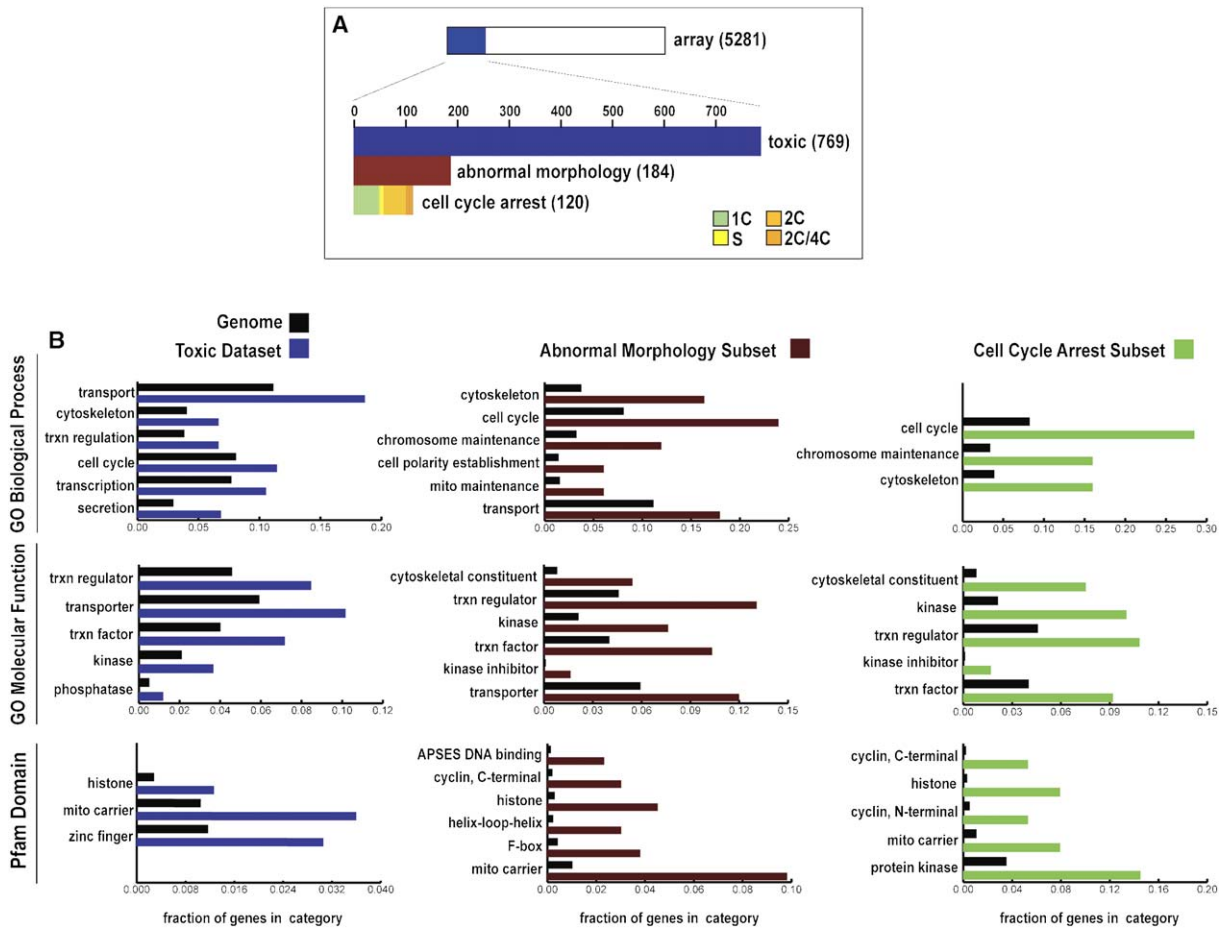 A
array (5281)
0 100 200 300 400 500 600 700
toxic (769)
abnormal morphology (184)
cell cycle arrest (120)
1C 2C
S 2C/4C
B
Genome
Toxic Dataset
Abnormal Morphology Subset
Cell Cycle Arrest Subset
GO Biological Process
transport
cytoskeleton
trxn regulation
cell cycle
transcription
secretion
0.00 0.05 0.10 0.15 0.20
cytoskeleton
cell cycle
chromosome maintenance
cell polarity establishment
mito maintenance
transport
0.00 0.05 0.10 0.15 0.20 0.25
cell cycle
chromosome maintenance
cytoskeleton
0.00 0.05 0.10 0.15 0.20 0.25 0.30
GO Molecular Function
trxn regulator
transporter
trxn factor
kinase
phosphatase
0.00 0.02 0.04 0.06 0.08 0.10 0.12
cytoskeletal constituent
trxn regulator
kinase
trxn factor
kinase inhibitor
transporter
0.00 0.03 0.06 0.09 0.12 0.15
cytoskeletal constituent
kinase
trxn regulator
kinase inhibitor
trxn factor
0.00 0.03 0.06 0.09 0.12 0.15
Pfam Domain
histone
mito carrier
zinc finger
0.000 0.008 0.016 0.024 0.032 0.040
fraction of genes in category
APSES DNA binding
cyclin, C-terminal
histone
helix-loop-helix
F-box
mito carrier
0.00 0.02 0.04 0.06 0.08 0.10
fraction of genes in category
cyclin, C-terminal
histone
cyclin, N-terminal
mito carrier
protein kinase
0.00 0.04 0.08 0.12 0.16 0.20
fraction of genes in category